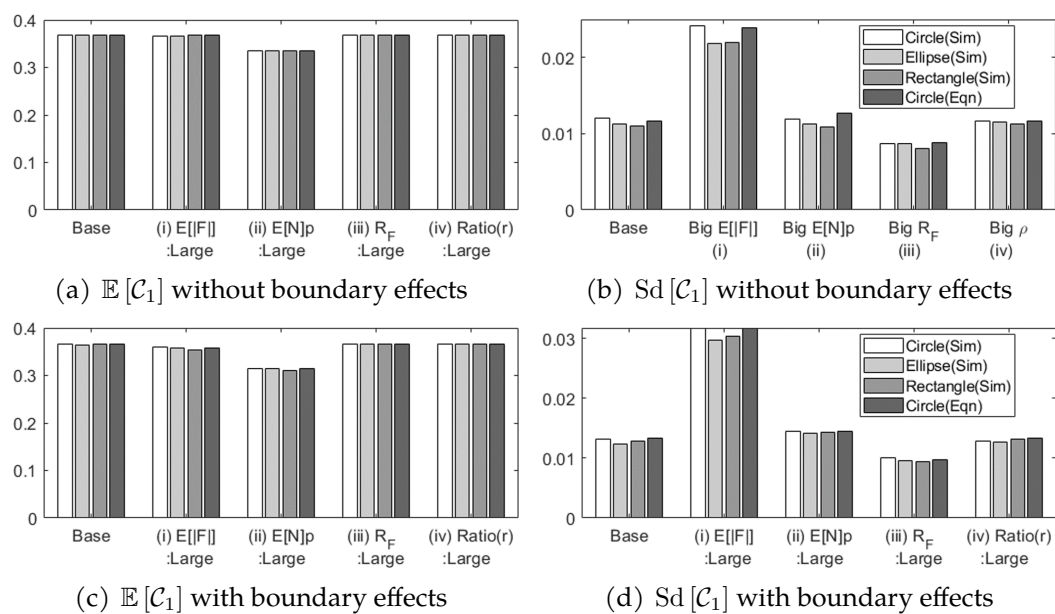 0.4
0.3
0.2
0.1
0
Base
(i) E[|F|]
:Large
(ii) E[N]p
:Large
(iii) R_F
:Large
(iv) Ratio(r)
:Large
(a) 𝔼 [𝒞₁] without boundary effects
0.02
0.01
0
Circle(Sim)
Ellipse(Sim)
Rectangle(Sim)
Circle(Eqn)
Base
Big E[|F|]
(i)
Big E[N]p
(ii)
Big R_F
(iii)
Big ρ
(iv)
(b) Sd [𝒞₁] without boundary effects
0.4
0.3
0.2
0.1
0
Base
(i) E[|F|]
:Large
(ii) E[N]p
:Large
(iii) R_F
:Large
(iv) Ratio(r)
:Large
(c) 𝔼 [𝒞₁] with boundary effects
0.03
0.02
0.01
0
Circle(Sim)
Ellipse(Sim)
Rectangle(Sim)
Circle(Eqn)
Base
(i) E[|F|]
:Large
(ii) E[N]p
:Large
(iii) R_F
:Large
(iv) Ratio(r)
:Large
(d) Sd [𝒞₁] with boundary effects